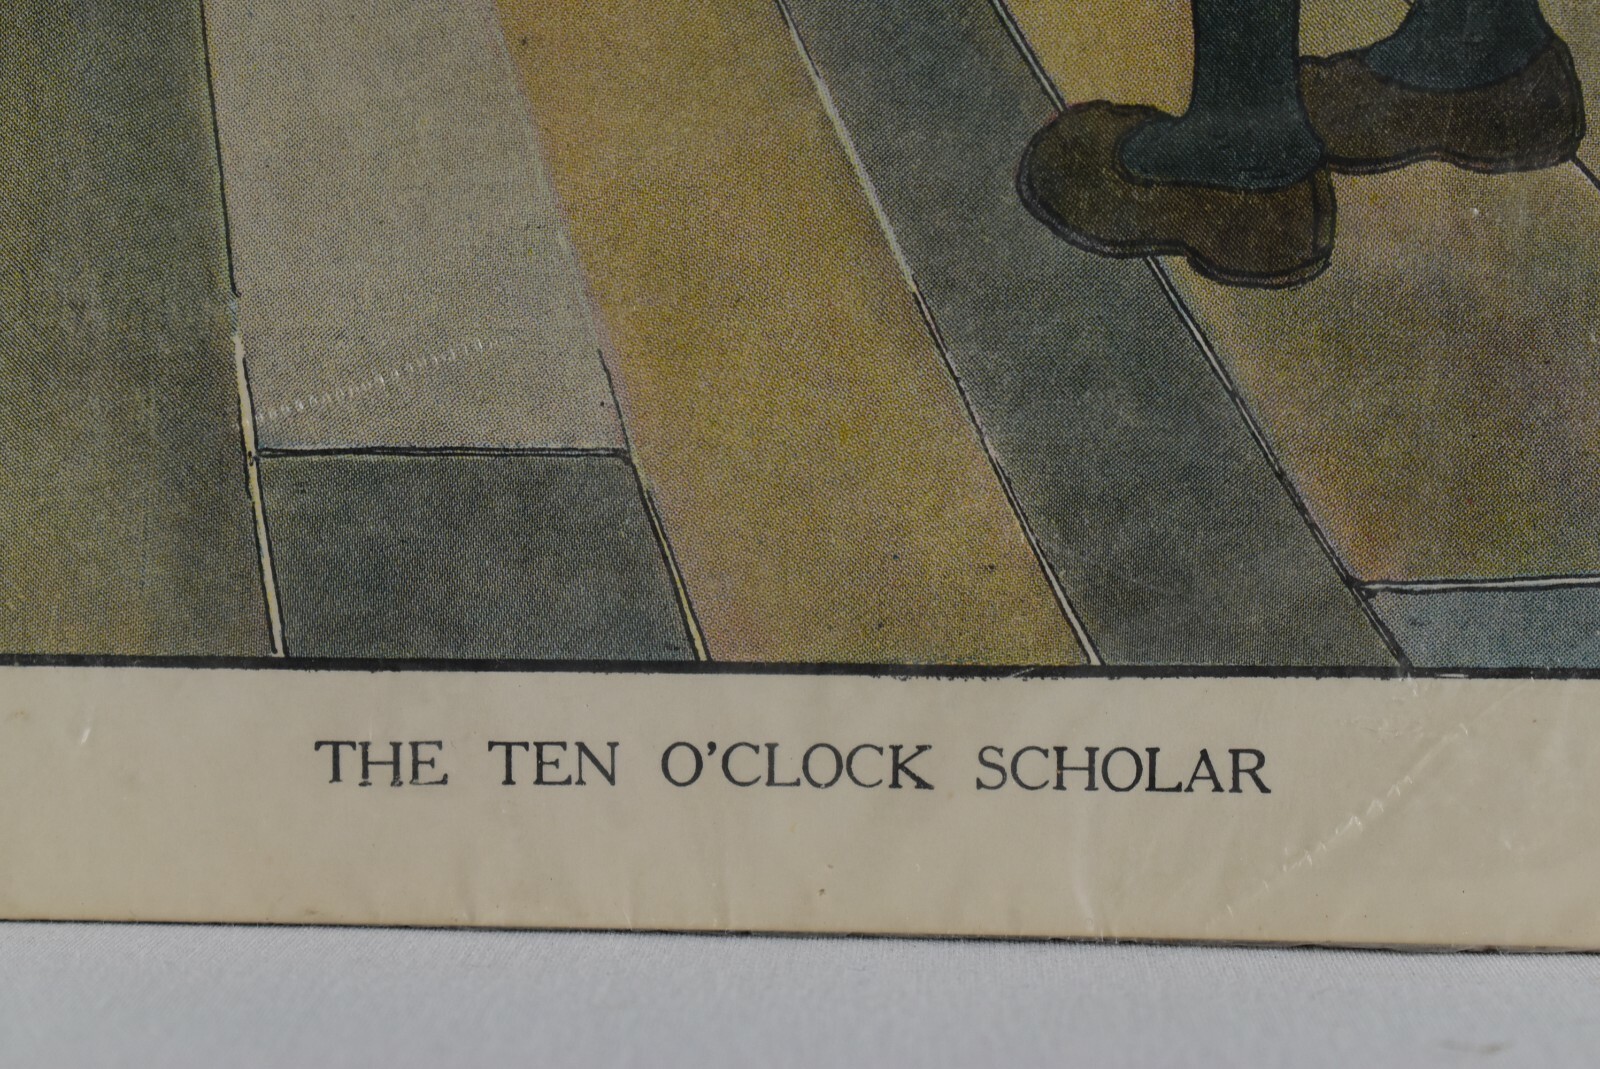 THE TEN O'CLOCK SCHOLAR